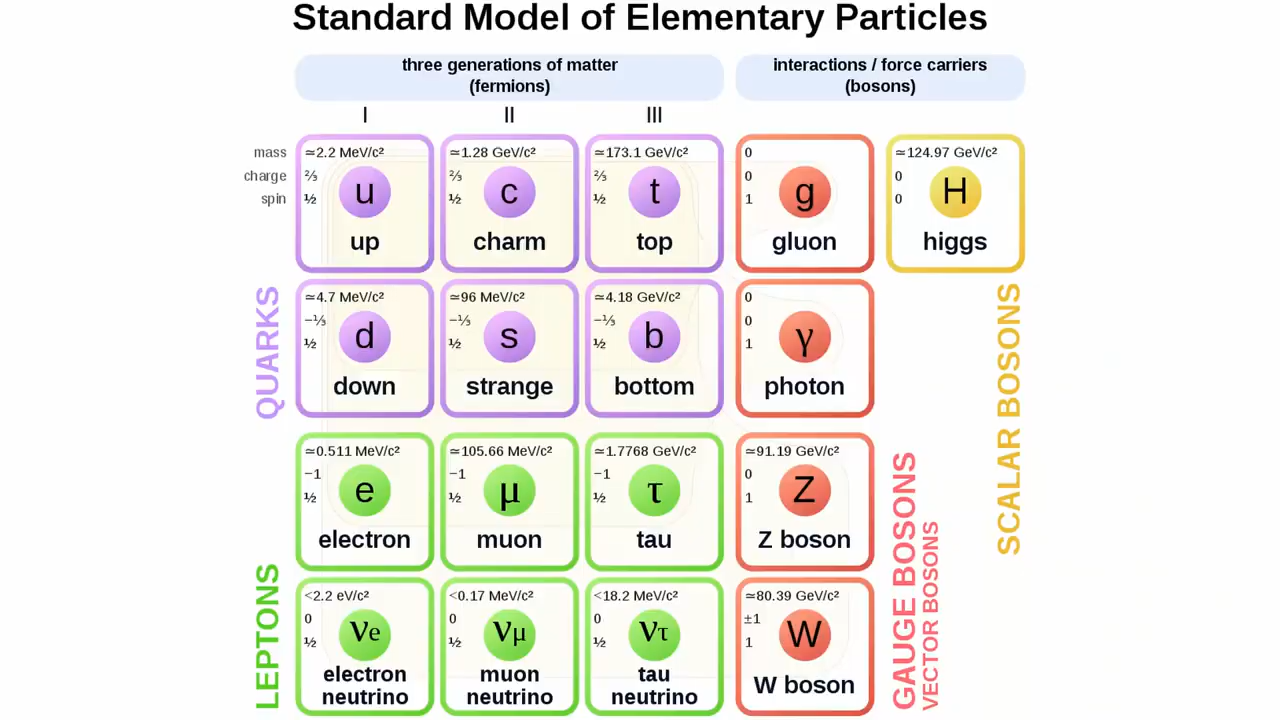 Standard Model of Elementary Particles
three generations of matter
(fermions)
interactions / force carriers
(bosons)
I
II
III
mass
charge
spin
≃2.2 MeV/c²
⅔
½
u
up
≃1.28 MeV/c²
⅔
½
c
charm
≃173.1 MeV/c²
⅔
½
t
top
0
0
1
g
gluon
≃124.97 GeV/c²
0
0
H
higgs
QUARKS
≃4.7 MeV/c²
−⅓
½
d
down
≃96 MeV/c²
−⅓
½
s
strange
≃4.18 GeV/c²
−⅓
½
b
bottom
0
0
1
γ
photon
SCALAR BOSONS
LEPTONS
≃0.511 MeV/c²
−1
½
e
electron
≃105.66 MeV/c²
−1
½
μ
muon
≃1.7768 GeV/c²
−1
½
τ
tau
≃91.19 GeV/c²
0
1
Z
Z boson
GAUGE BOSONS
VECTOR BOSONS
<2.2 eV/c²
0
½
νe
electron
neutrino
<0.17 MeV/c²
0
½
νμ
muon
neutrino
<18.2 MeV/c²
0
½
ντ
tau
neutrino
≃80.39 GeV/c²
±1
1
W
W boson